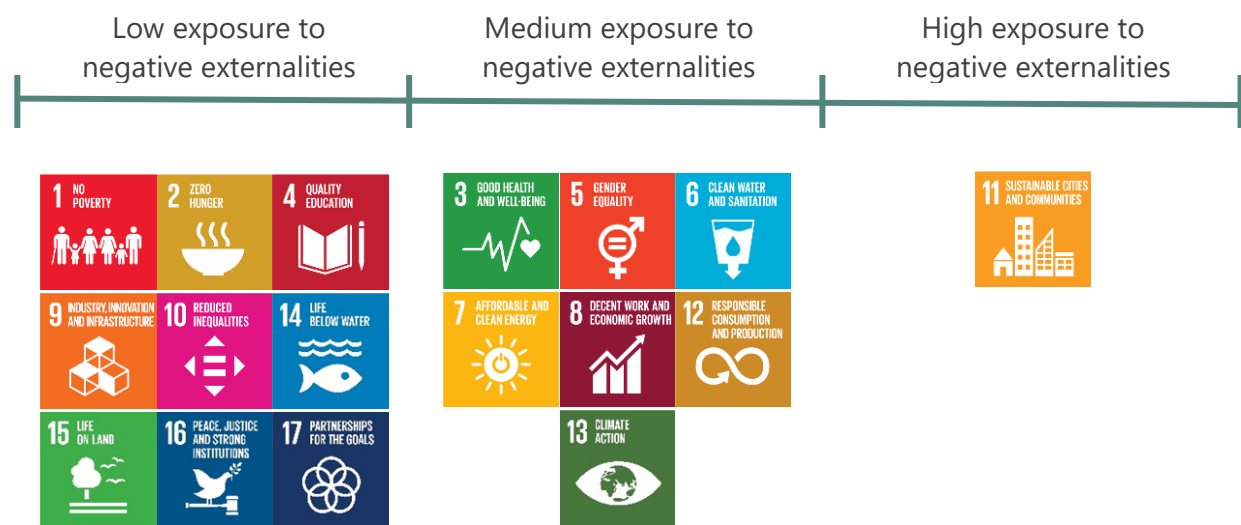 Low exposure to
negative externalities
Medium exposure to
negative externalities
High exposure to
negative externalities
1 NO
POVERTY
2 ZERO
HUNGER
4 QUALITY
EDUCATION
9 INDUSTRY, INNOVATION
AND INFRASTRUCTURE
10 REDUCED
INEQUALITIES
14 LIFE
BELOW WATER
15 LIFE
ON LAND
16 PEACE, JUSTICE
AND STRONG
INSTITUTIONS
17 PARTNERSHIPS
FOR THE GOALS
3 GOOD HEALTH
AND WELL-BEING
5 GENDER
EQUALITY
6 CLEAN WATER
AND SANITATION
7 AFFORDABLE AND
CLEAN ENERGY
8 DECENT WORK AND
ECONOMIC GROWTH
12 RESPONSIBLE
CONSUMPTION
AND PRODUCTION
13 CLIMATE
ACTION
11 SUSTAINABLE CITIES
AND COMMUNITIES